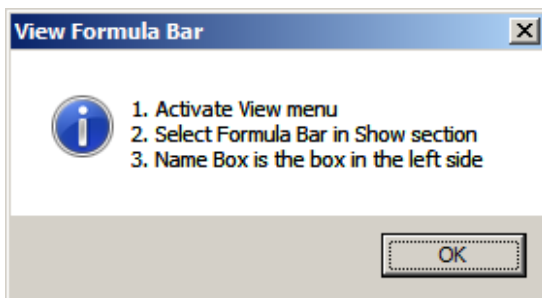 View Formula Bar
1. Activate View menu
2. Select Formula Bar in Show section
3. Name Box is the box in the left side
OK